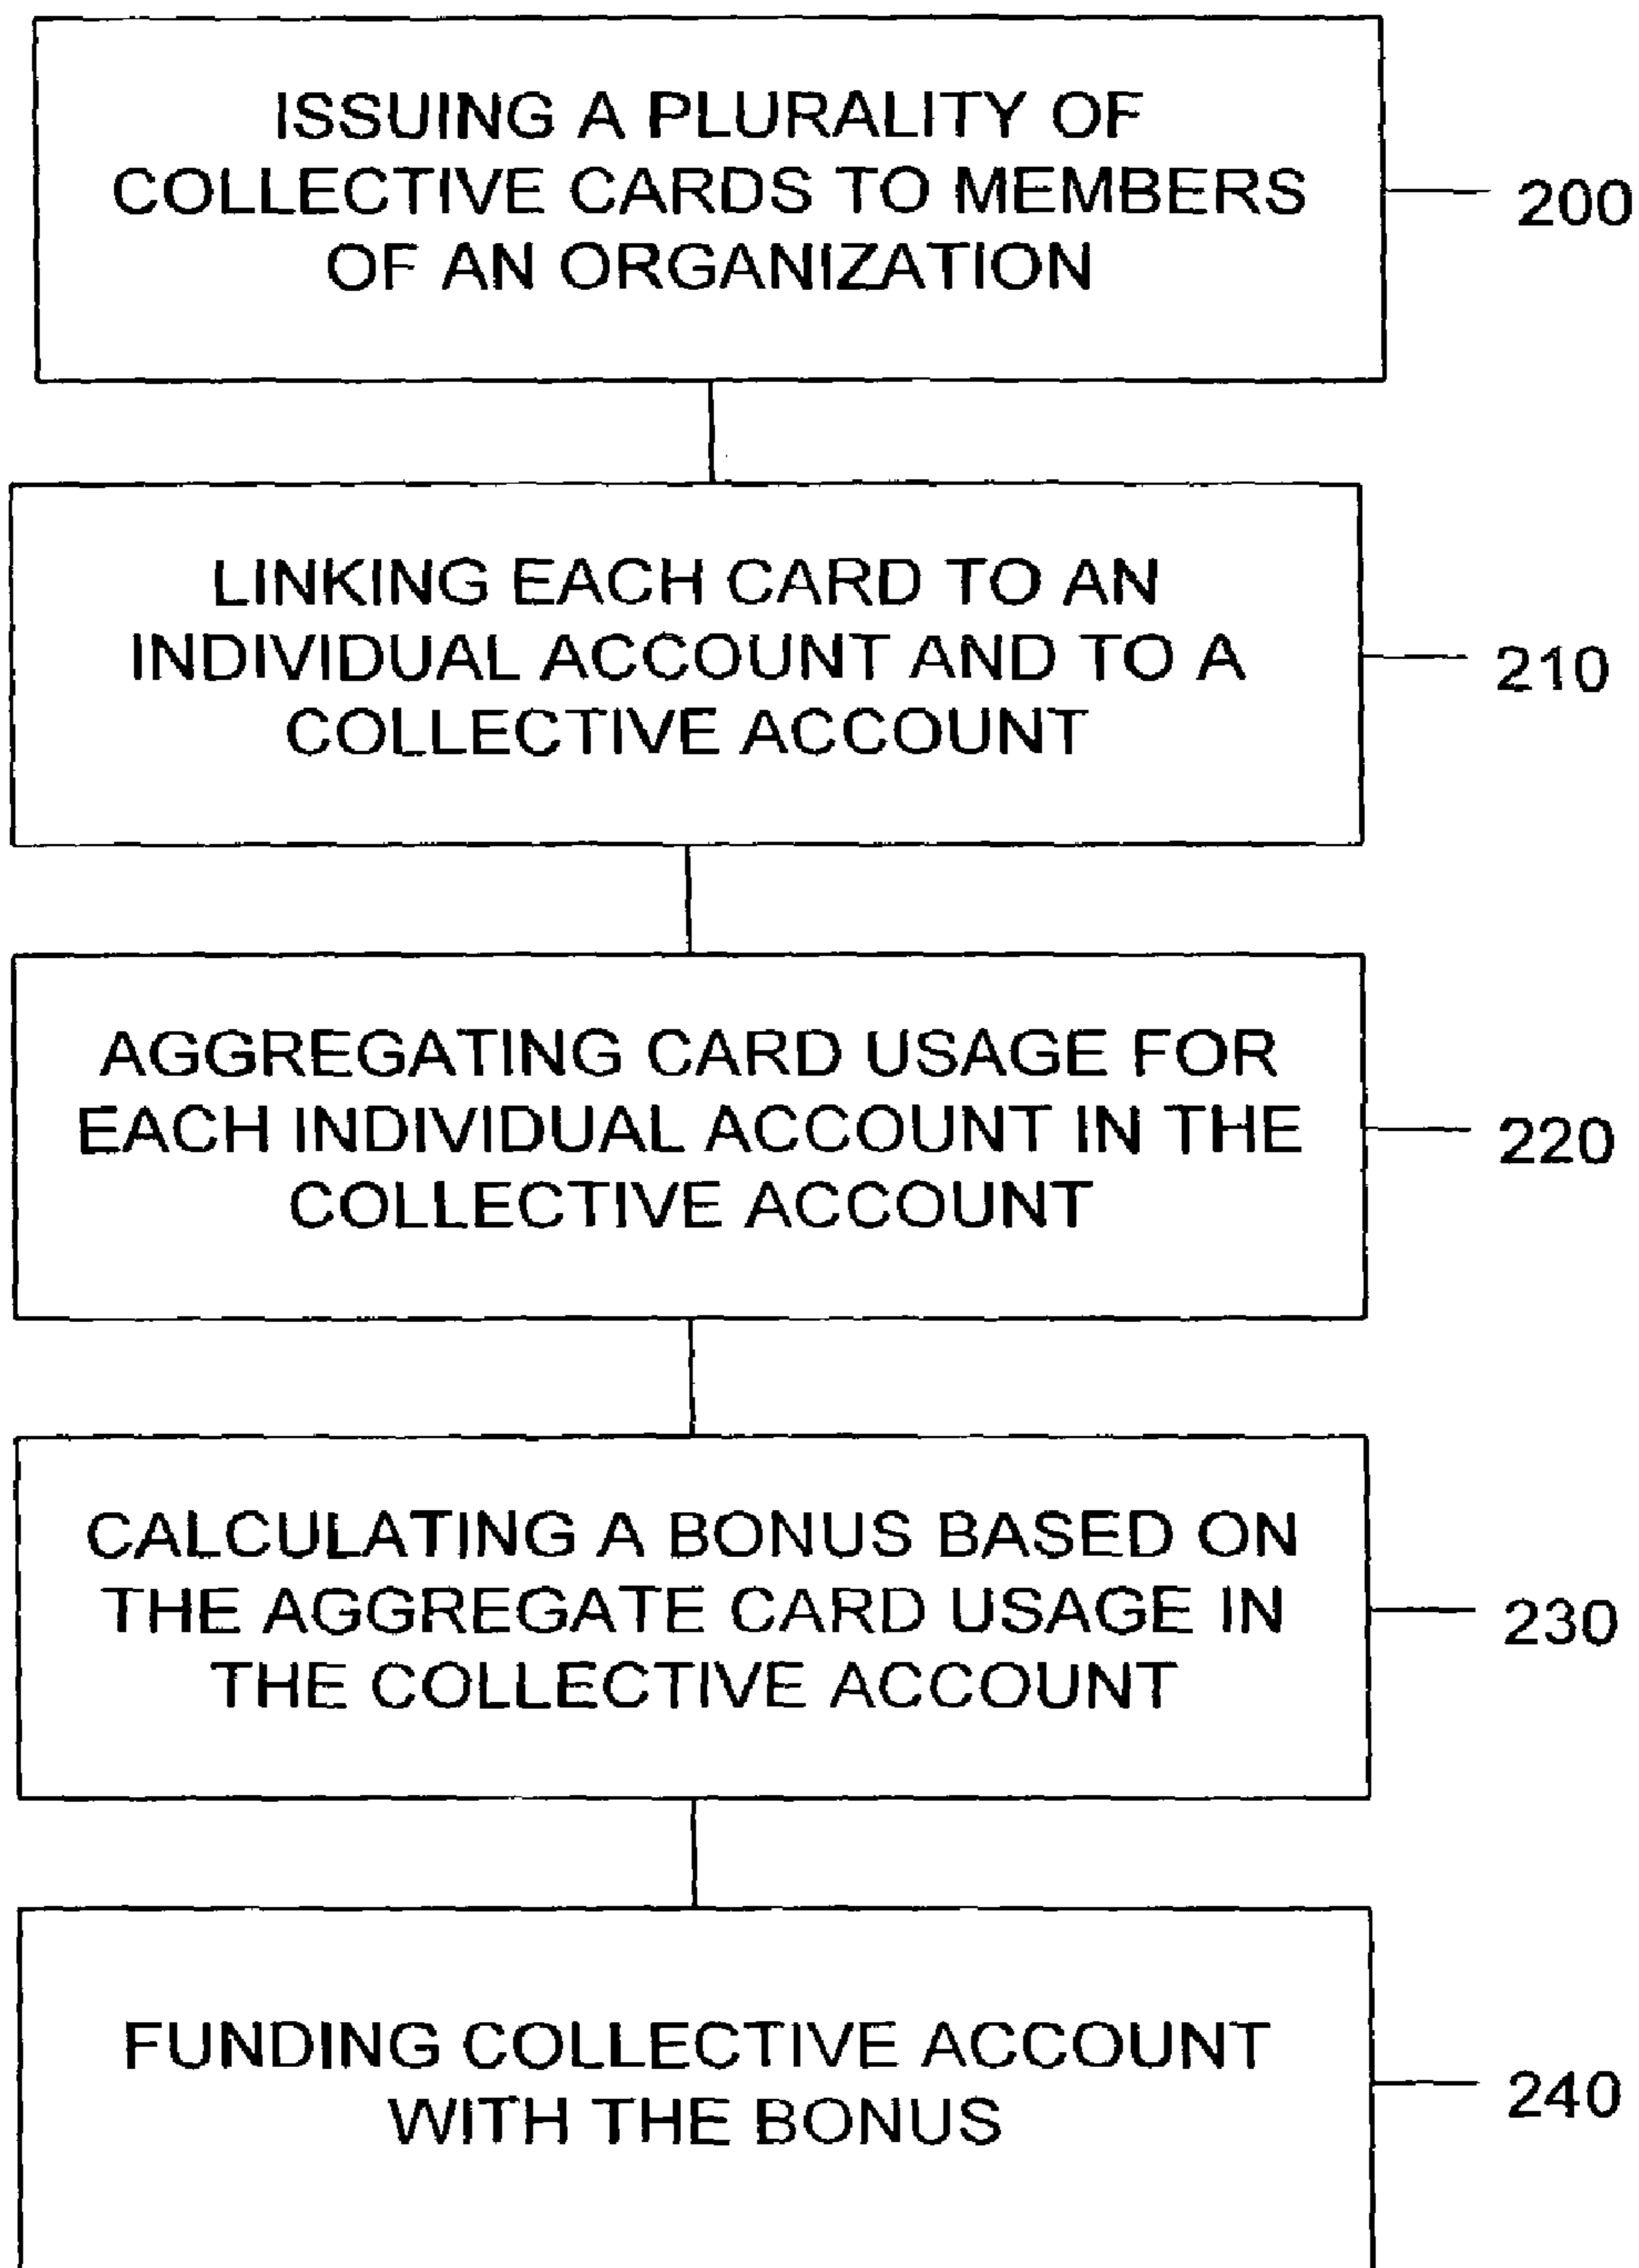 ISSUING A PLURALITY OF
COLLECTIVE CARDS TO MEMBERS
OF AN ORGANIZATION
200
LINKING EACH CARD TO AN
INDIVIDUAL ACCOUNT AND TO A
COLLECTIVE ACCOUNT
210
AGGREGATING CARD USAGE FOR
EACH INDIVIDUAL ACCOUNT IN THE
COLLECTIVE ACCOUNT
220
CALCULATING A BONUS BASED ON
THE AGGREGATE CARD USAGE IN
THE COLLECTIVE ACCOUNT
230
FUNDING COLLECTIVE ACCOUNT
WITH THE BONUS
240